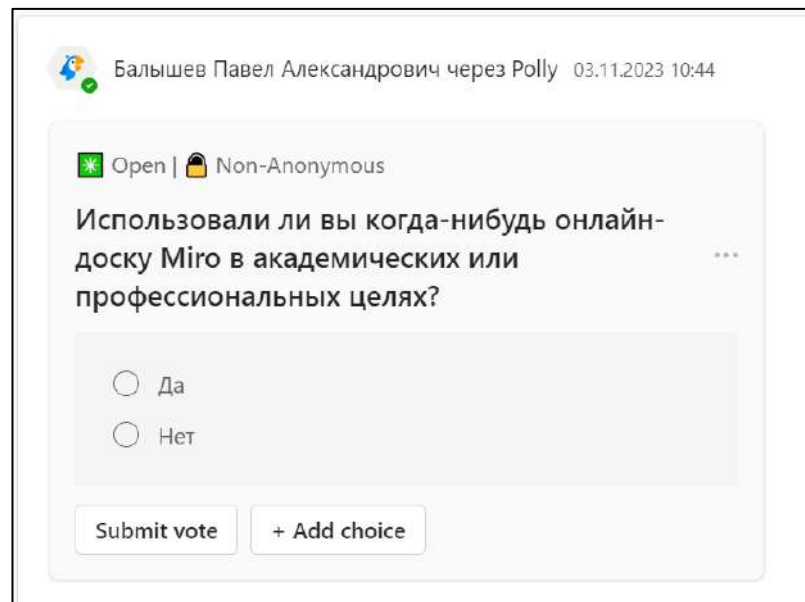 Балышев Павел Александрович через Polly 03.11.2023 10:44
Open | Non-Anonymous
Использовали ли вы когда-нибудь онлайн-
доску Miro в академических или
профессиональных целях?
Да
Нет
Submit vote + Add choice